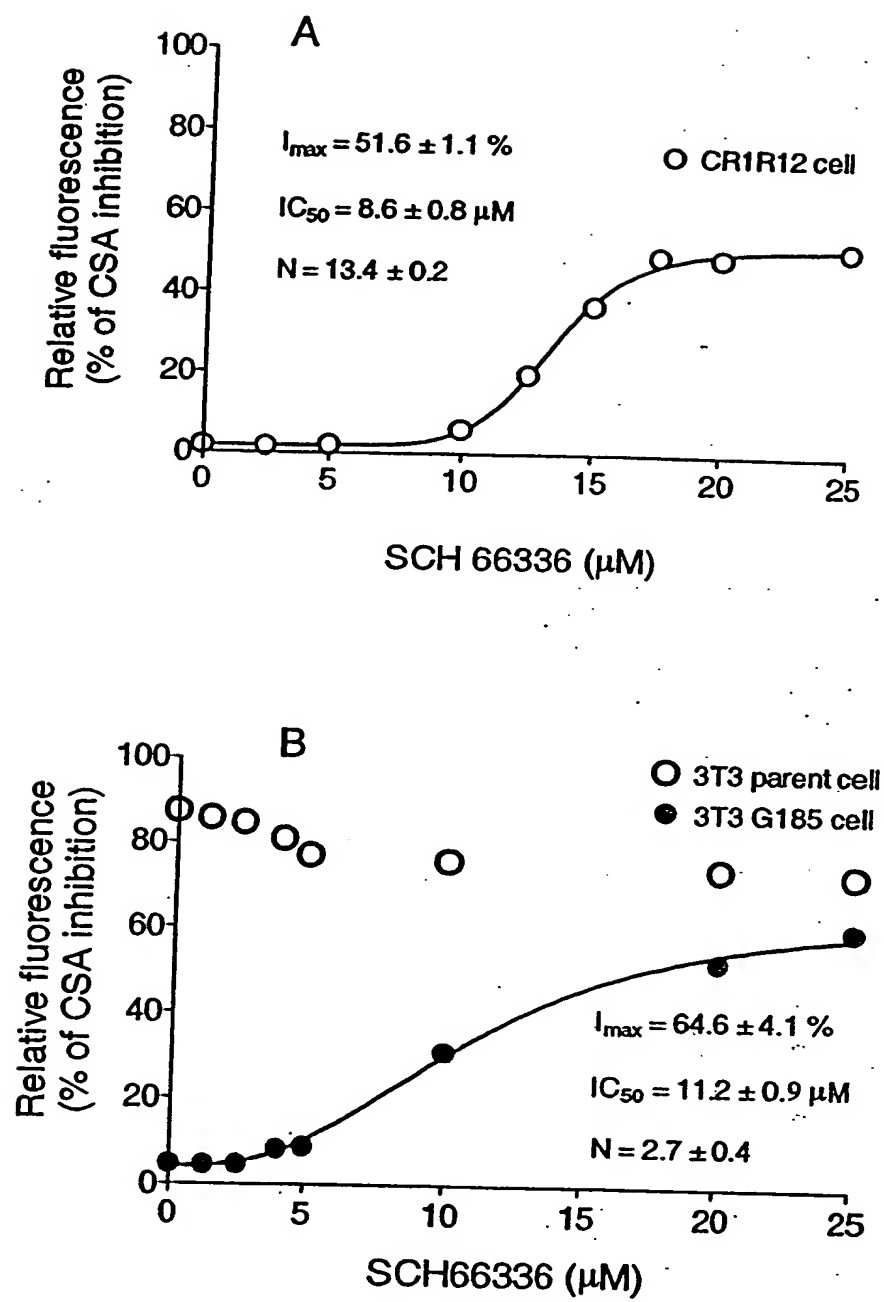 A
100
80
60
40
20
0
Relative fluorescence
(% of CSA inhibition)
Imax = 51.6 ± 1.1 %
IC50 = 8.6 ± 0.8 μM
N = 13.4 ± 0.2
CR1R12 cell
0 5 10 15 20 25
SCH 66336 (μM)
B
100
80
60
40
20
0
Relative fluorescence
(% of CSA inhibition)
3T3 parent cell
3T3 G185 cell
Imax = 64.6 ± 4.1 %
IC50 = 11.2 ± 0.9 μM
N = 2.7 ± 0.4
0 5 10 15 20 25
SCH66336 (μM)